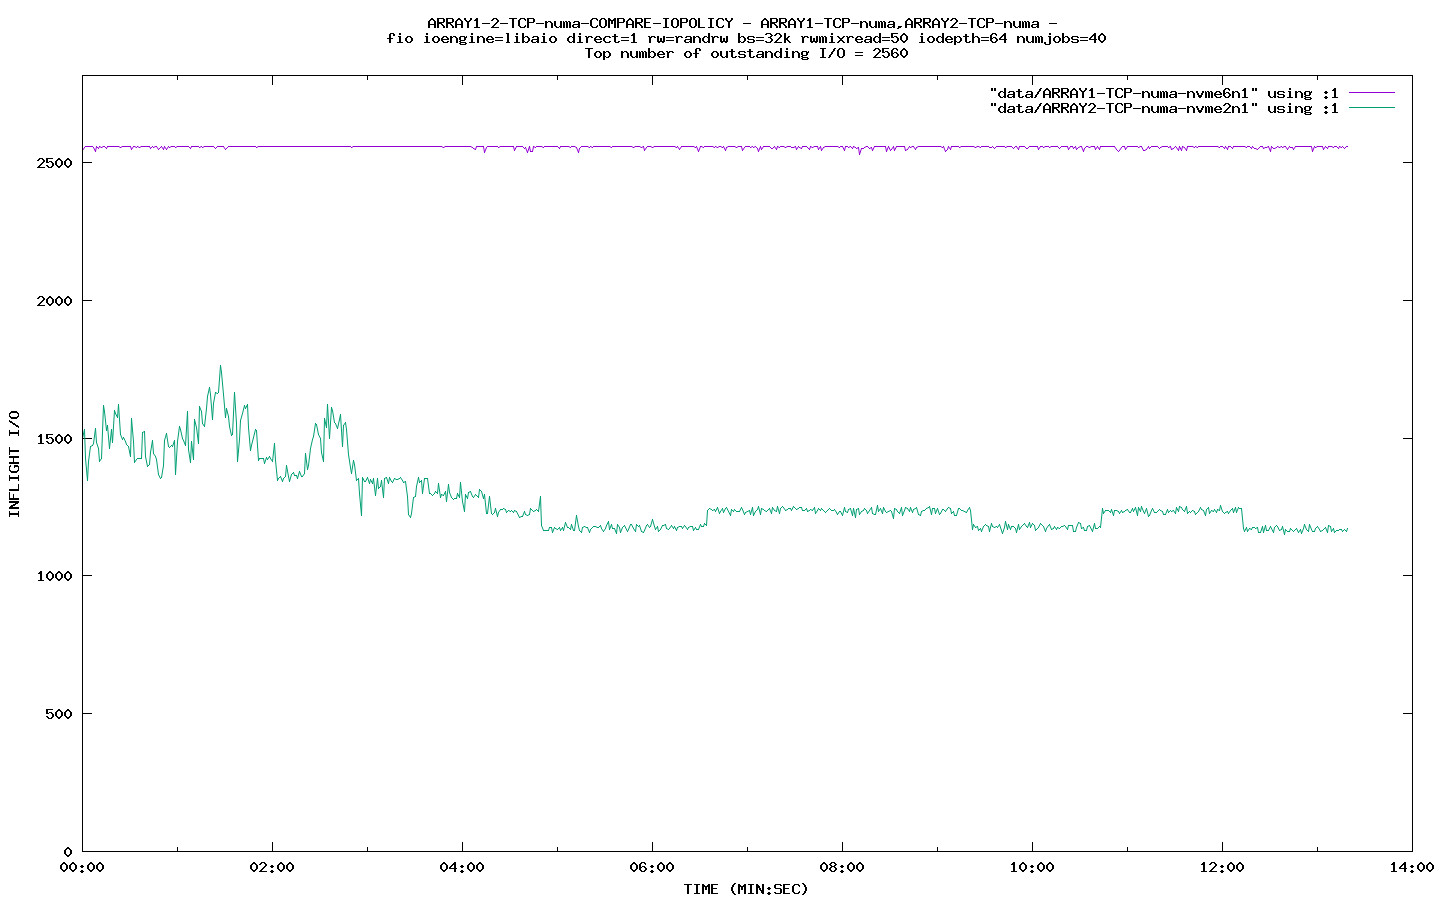 ARRAY1-2-TCP-numa-COMPARE-IOPOLICY - ARRAY1-TCP-numa,ARRAY2-TCP-numa -
fio ioengine=libaio direct=1 rw=randrw bs=32k rwmixread=50 iodepth=64 numjobs=40
Top number of outstanding I/O = 2560
"data/ARRAY1-TCP-numa-nvme6n1" using :1
"data/ARRAY2-TCP-numa-nvme2n1" using :1
2500
2000
1500
1000
500
0
INFLIGHT I/O
00:00 02:00 04:00 06:00 08:00 10:00 12:00 14:00
TIME (MIN:SEC)